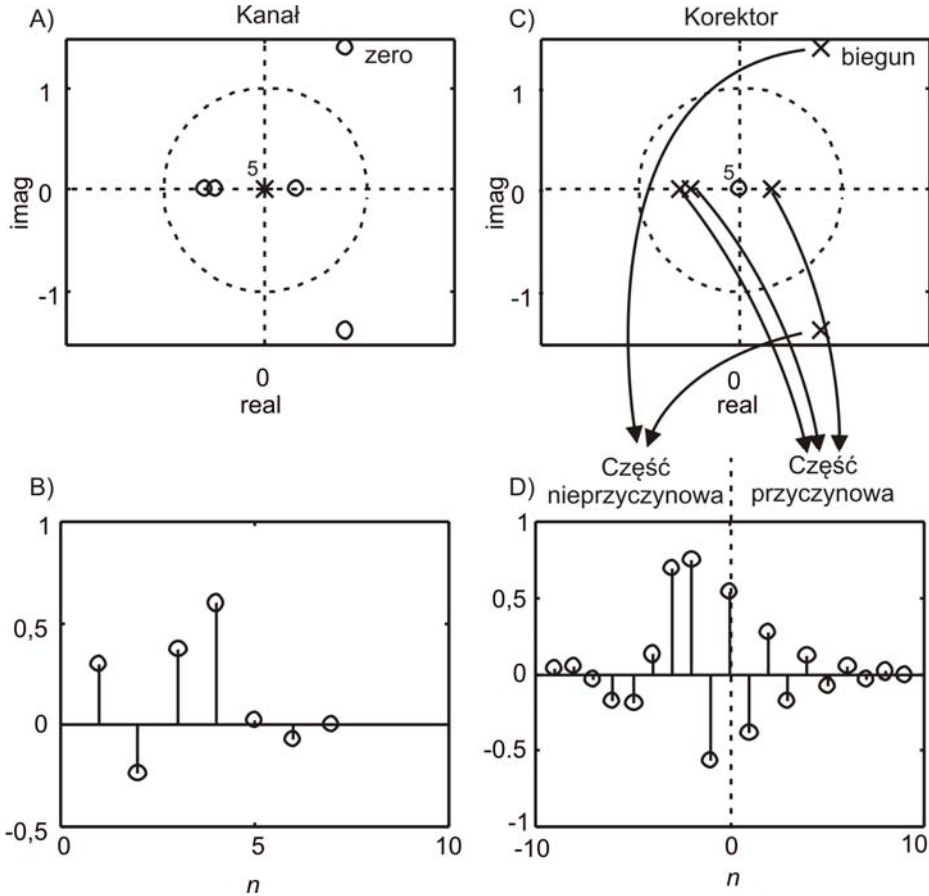 A)
Kanał
zero
1
5
0
imag
-1
0
real
C)
Korektor
biegun
1
5
0
imag
-1
0
real
Część
nieprzyczynowa
Część
przyczynowa
B)
1
0,5
0
-0,5
0
5
10
n
D)
1
0,5
0
-0.5
-1
-10
0
10
n